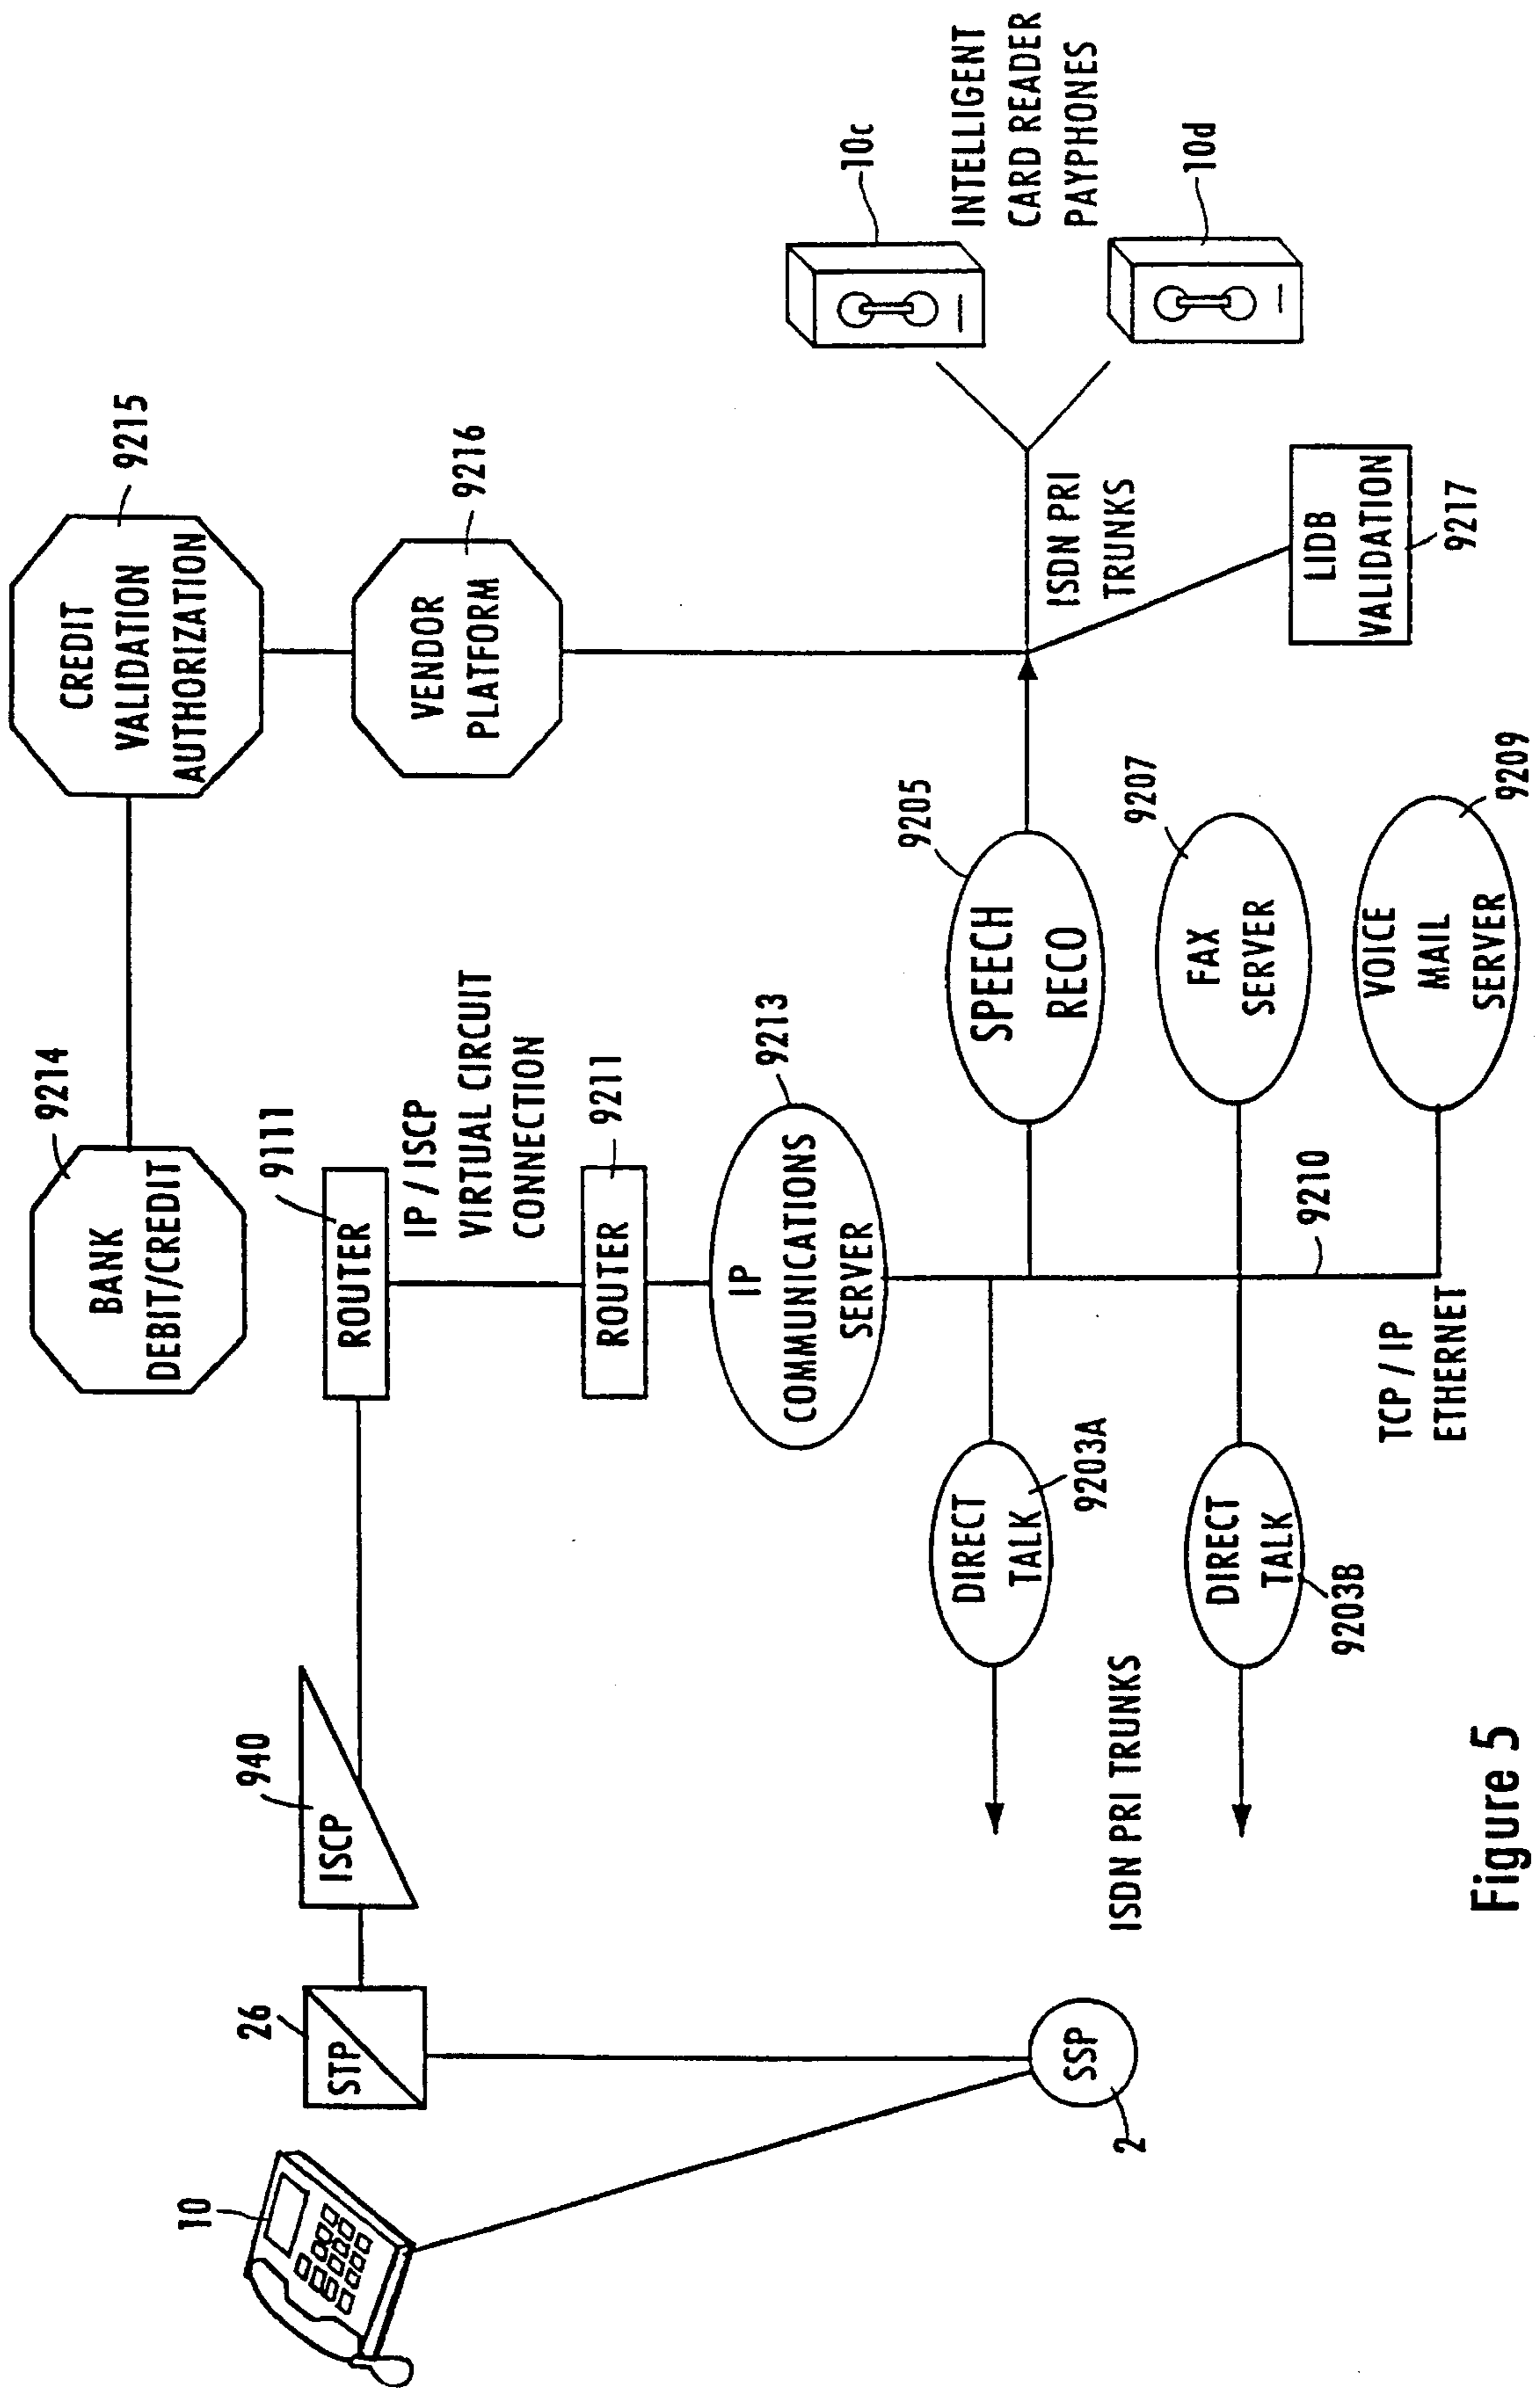 10
26
STP
940
ISCP
SSP
2
9214
BANK
DEBIT/CREDIT
9215
CREDIT
VALIDATION
AUTHORIZATION
9216
VENDOR
PLATFORM
9111
ROUTER
IP / ISCP
VIRTUAL CIRCUIT
CONNECTION
9211
ROUTER
9213
IP
COMMUNICATIONS
SERVER
DIRECT
TALK
9203A
DIRECT
TALK
9203B
ISDN PRI TRUNKS
9205
SPEECH
RECO
9207
FAX
SERVER
9209
VOICE
MAIL
SERVER
9210
TCP / IP
ETHERNET
ISDN PRI
TRUNKS
LIDB
VALIDATION
9217
10c
INTELLIGENT
CARD READER
PAYPHONES
10d
Figure 5